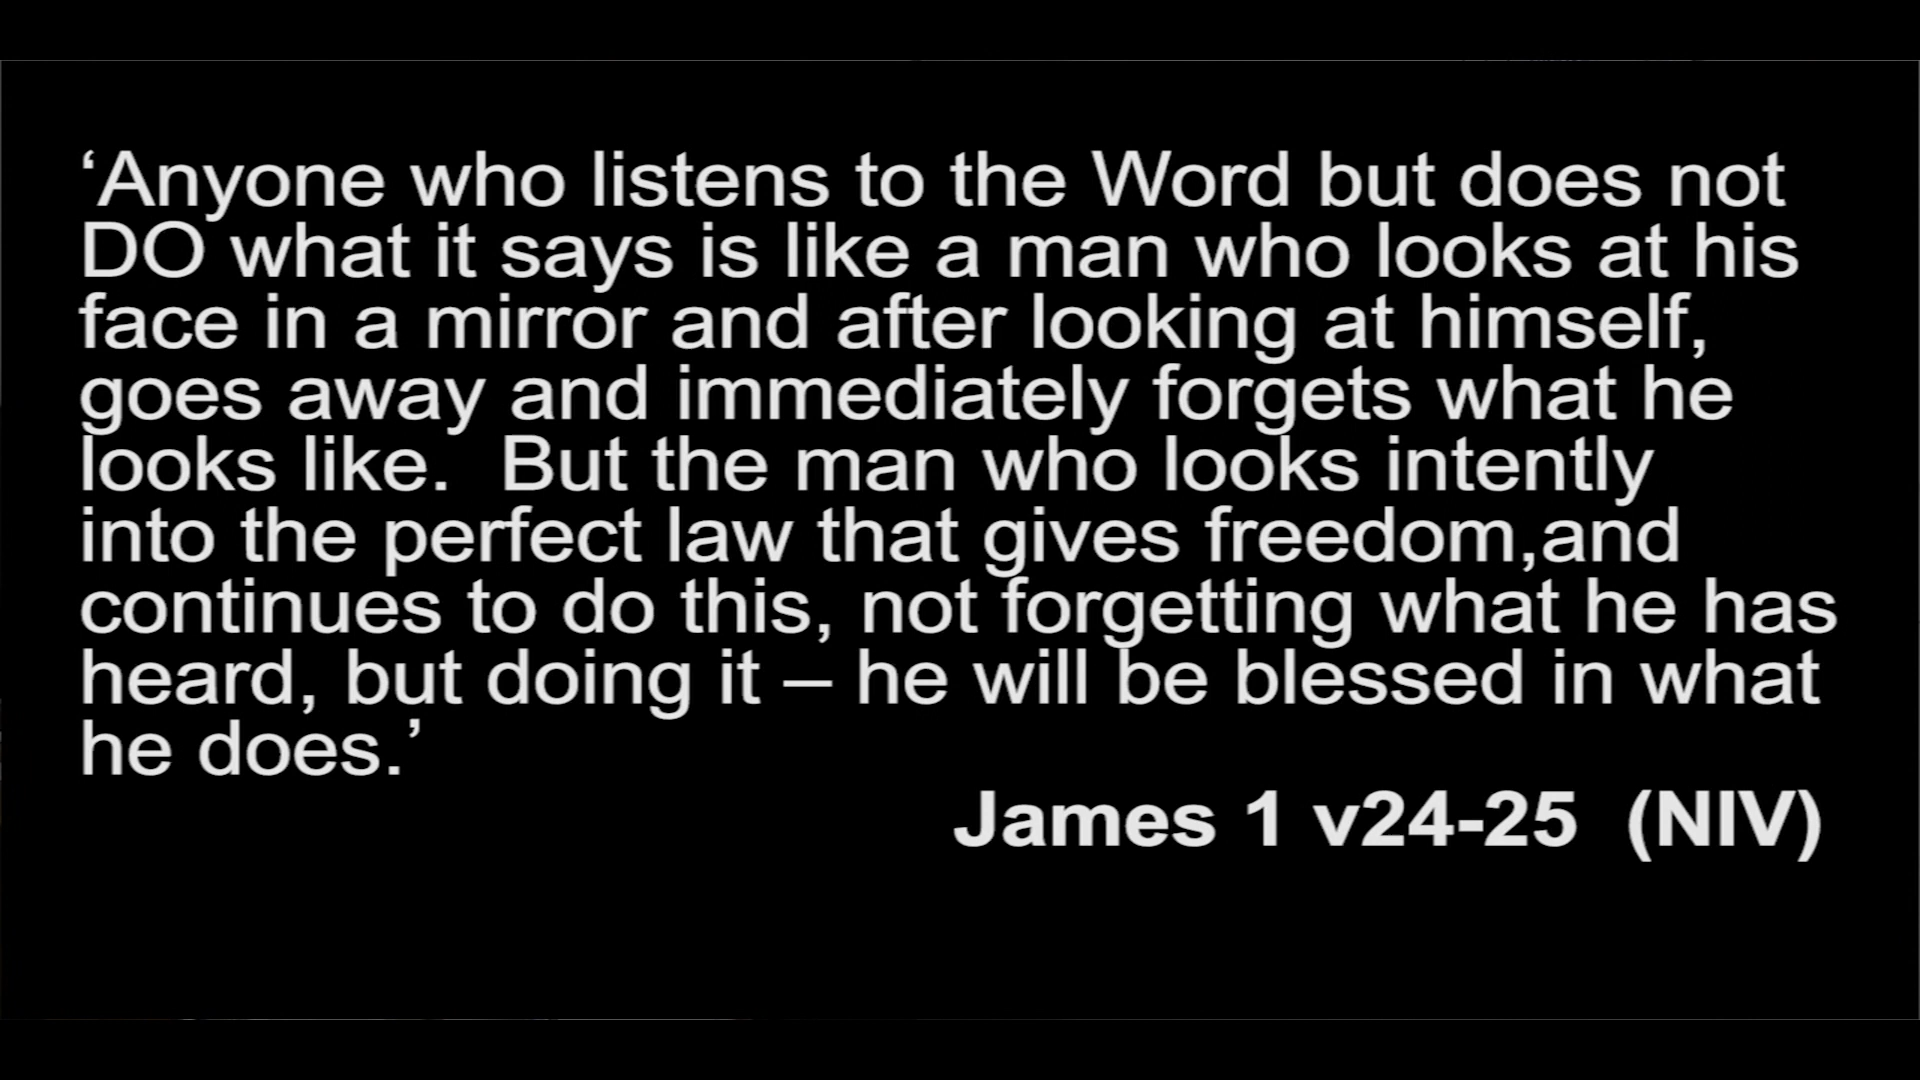 ‘Anyone who listens to the Word but does not
DO what it says is like a man who looks at his
face in a mirror and after looking at himself,
goes away and immediately forgets what he
looks like.  But the man who looks intently
into the perfect law that gives freedom,and
continues to do this, not forgetting what he has
heard, but doing it – he will be blessed in what
he does.’
James 1 v24-25  (NIV)